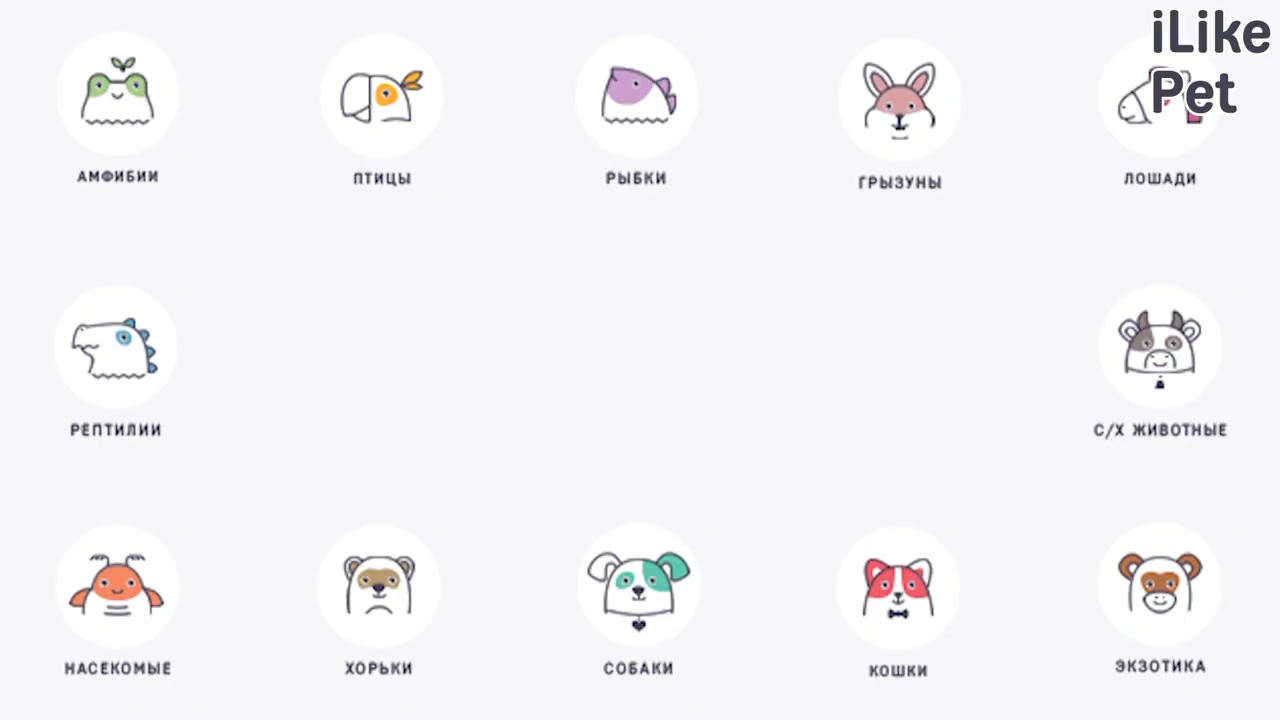 iLike
Pet
АМФИБИИ
ПТИЦЫ
РЫБКИ
ГРЫЗУНЫ
ЛОШАДИ
РЕПТИЛИИ
С/Х ЖИВОТНЫЕ
НАСЕКОМЫЕ
ХОРЬКИ
СОБАКИ
КОШКИ
ЭКЗОТИКА